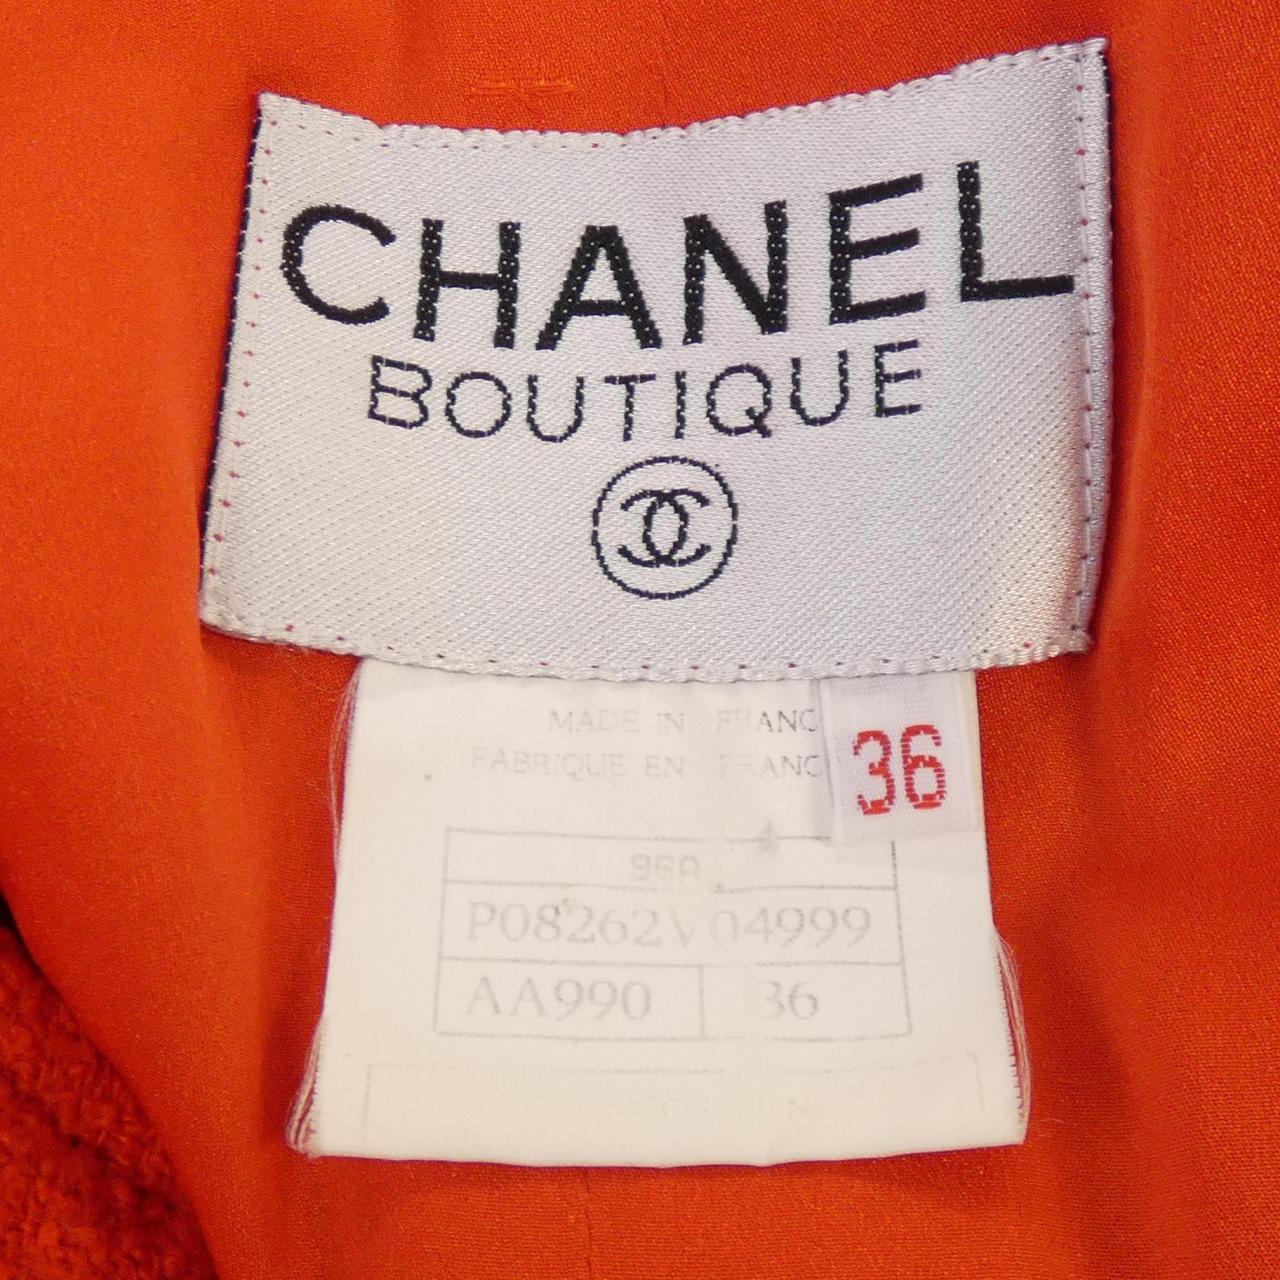 CHANEL
BOUTIQUE
MADE IN FRANC
FABRIQUE EN FRANC
36
96A
P08262V04999
AA990 36